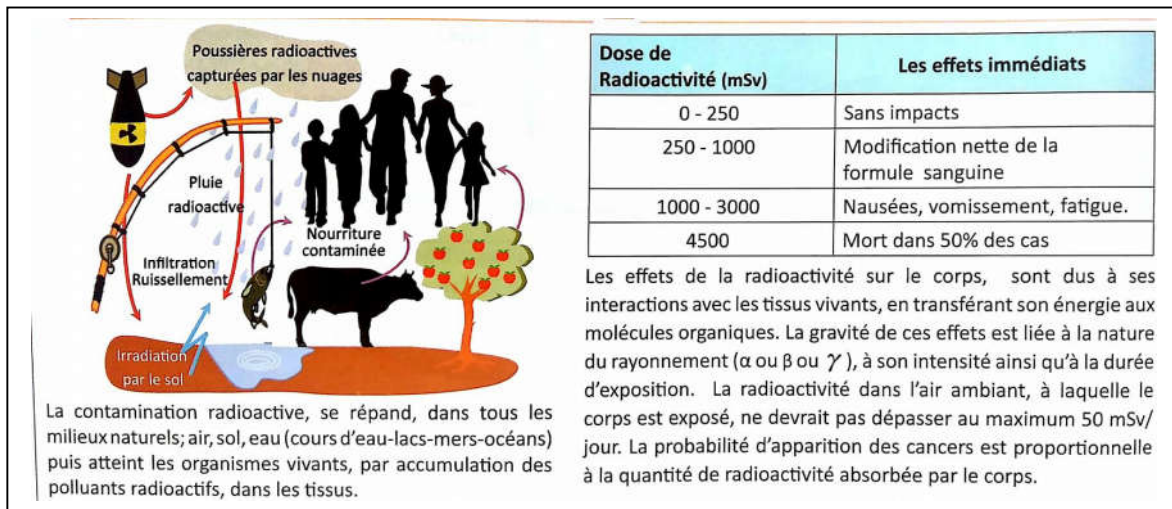 Poussières radioactives
capturées par les nuages
Pluie
radioactive
Nourriture
contaminée
Infiltration
Ruissellement
Irradiation
par le sol
La contamination radioactive, se répand, dans tous les
milieux naturels; air, sol, eau (cours d'eau-lacs-mers-océans)
puis atteint les organismes vivants, par accumulation des
polluants radioactifs, dans les tissus.
Dose de
Radioactivité (mSv)
Les effets immédiats
0 - 250
Sans impacts
250 - 1000
Modification nette de la
formule sanguine
1000 - 3000
Nausées, vomissement, fatigue.
4500
Mort dans 50% des cas
Les effets de la radioactivité sur le corps, sont dus à ses
interactions avec les tissus vivants, en transférant son énergie aux
molécules organiques. La gravité de ces effets est liée à la nature
du rayonnement (α ou β ou γ), à son intensité ainsi qu'à la durée
d'exposition. La radioactivité dans l'air ambiant, à laquelle le
corps est exposé, ne devrait pas dépasser au maximum 50 mSv/
jour. La probabilité d'apparition des cancers est proportionnelle
à la quantité de radioactivité absorbée par le corps.